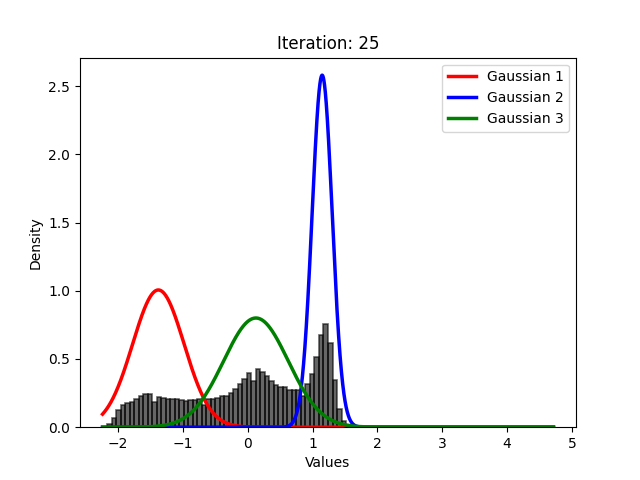 Iteration: 25
Gaussian 1
Gaussian 2
Gaussian 3
Density
2.5
2.0
1.5
1.0
0.5
0.0
−2 −1 0 1 2 3 4 5
Values